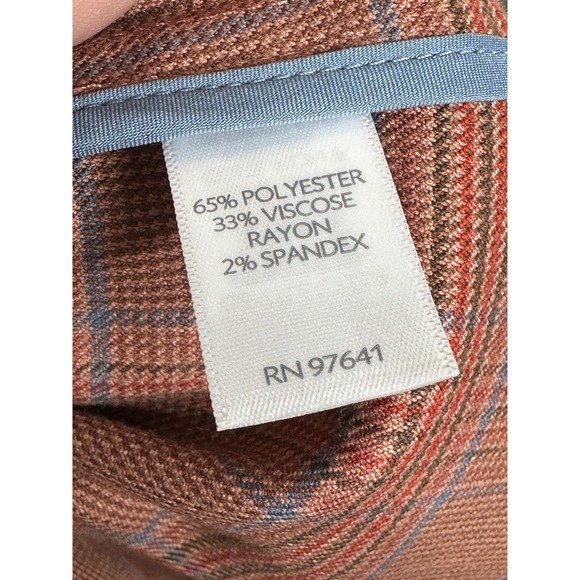 65% POLYESTER
33% VISCOSE
RAYON
2% SPANDEX
RN 97641